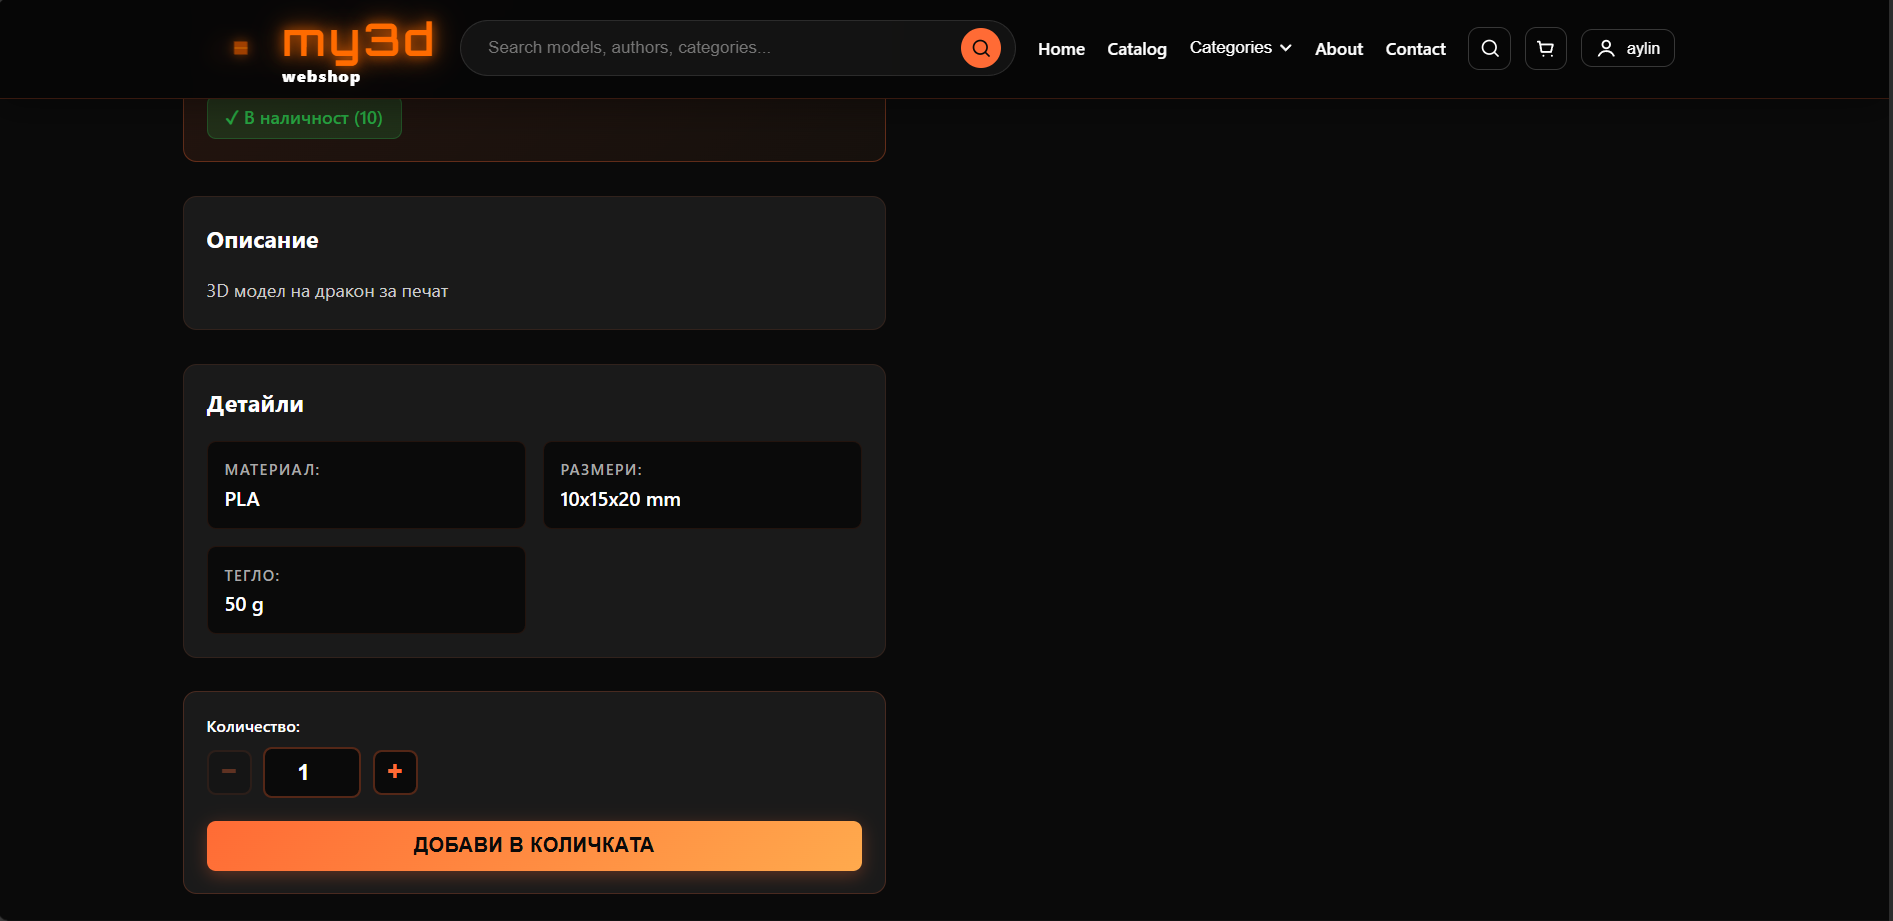 my3d
webshop
Search models, authors, categories...
Home
Catalog
Categories
About
Contact
aylin
✓ В наличност (10)
Описание
3D модел на дракон за печат
Детайли
МАТЕРИАЛ:
PLA
РАЗМЕРИ:
10x15x20 mm
ТЕГЛО:
50 g
Количество:
− 1 +
ДОБАВИ В КОЛИЧКАТА